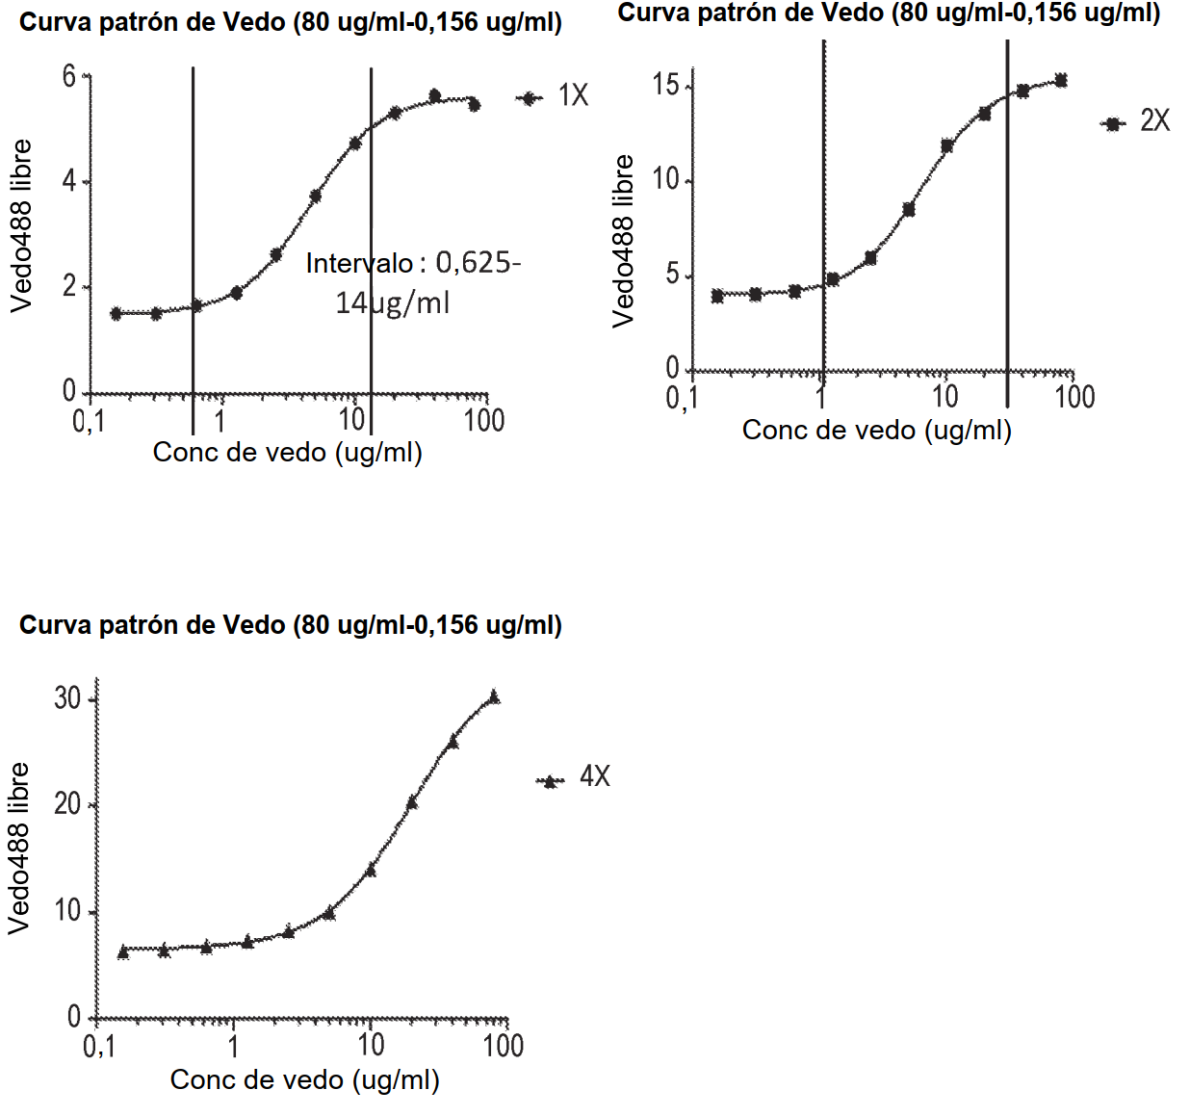 Curva patrón de Vedo (80 ug/ml-0,156 ug/ml)
6
4
2
0
Vedo488 libre
1X
Intervalo : 0,625-
14ug/ml
0,1
1
10
100
Conc de vedo (ug/ml)
Curva patrón de Vedo (80 ug/ml-0,156 ug/ml)
15
10
5
0
Vedo488 libre
2X
0,1
1
10
100
Conc de vedo (ug/ml)
Curva patrón de Vedo (80 ug/ml-0,156 ug/ml)
30
20
10
0
Vedo488 libre
4X
0,1
1
10
100
Conc de vedo (ug/ml)